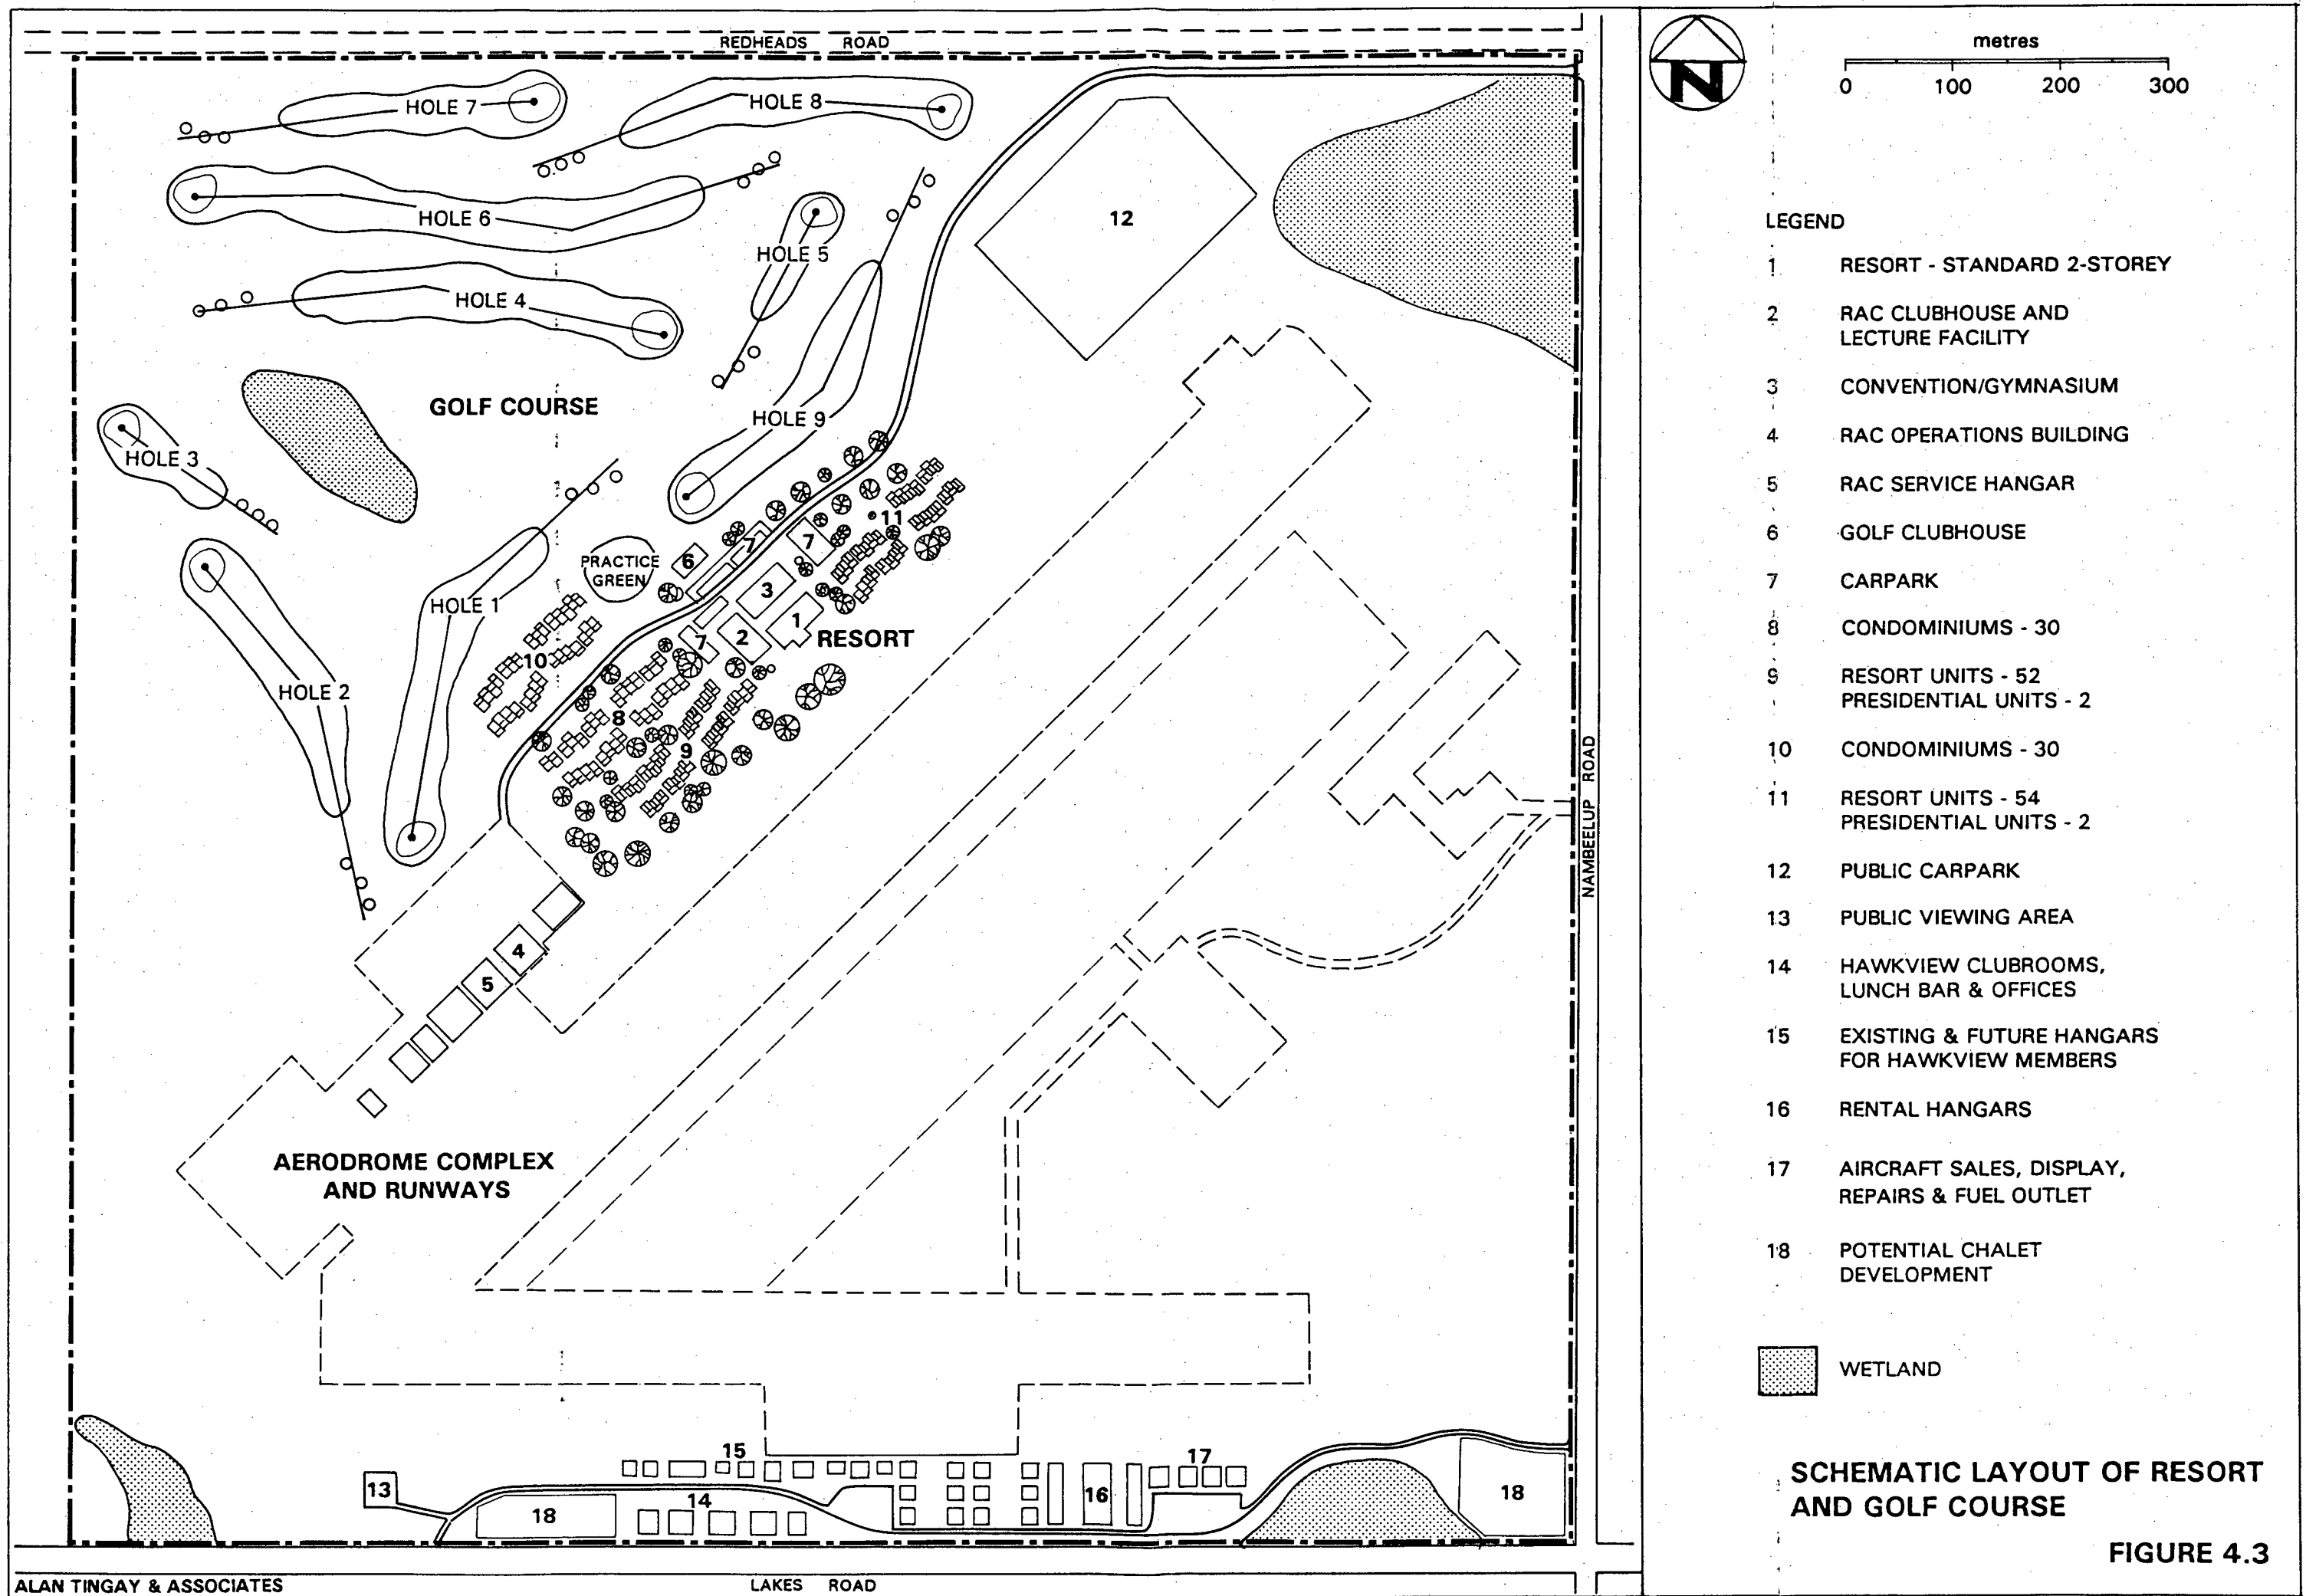 REDHEADS ROAD
HOLE 7
HOLE 8
HOLE 6
HOLE 5
12
HOLE 4
GOLF COURSE
HOLE 9
HOLE 3
11
7
7
6
PRACTICE
GREEN
3
HOLE 1
1
RESORT
2
7
10
HOLE 2
8
9
NAMBEELUP ROAD
4
5
AERODROME COMPLEX
AND RUNWAYS
15
17
13
14
16
18
18
LAKES ROAD
ALAN TINGAY & ASSOCIATES
N
metres
0 100 200 300
LEGEND
1 RESORT - STANDARD 2-STOREY
2 RAC CLUBHOUSE AND
LECTURE FACILITY
3 CONVENTION/GYMNASIUM
4 RAC OPERATIONS BUILDING
5 RAC SERVICE HANGAR
6 GOLF CLUBHOUSE
7 CARPARK
8 CONDOMINIUMS - 30
9 RESORT UNITS - 52
PRESIDENTIAL UNITS - 2
10 CONDOMINIUMS - 30
11 RESORT UNITS - 54
PRESIDENTIAL UNITS - 2
12 PUBLIC CARPARK
13 PUBLIC VIEWING AREA
14 HAWKVIEW CLUBROOMS,
LUNCH BAR & OFFICES
15 EXISTING & FUTURE HANGARS
FOR HAWKVIEW MEMBERS
16 RENTAL HANGARS
17 AIRCRAFT SALES, DISPLAY,
REPAIRS & FUEL OUTLET
18 POTENTIAL CHALET
DEVELOPMENT
WETLAND
SCHEMATIC LAYOUT OF RESORT
AND GOLF COURSE
FIGURE 4.3